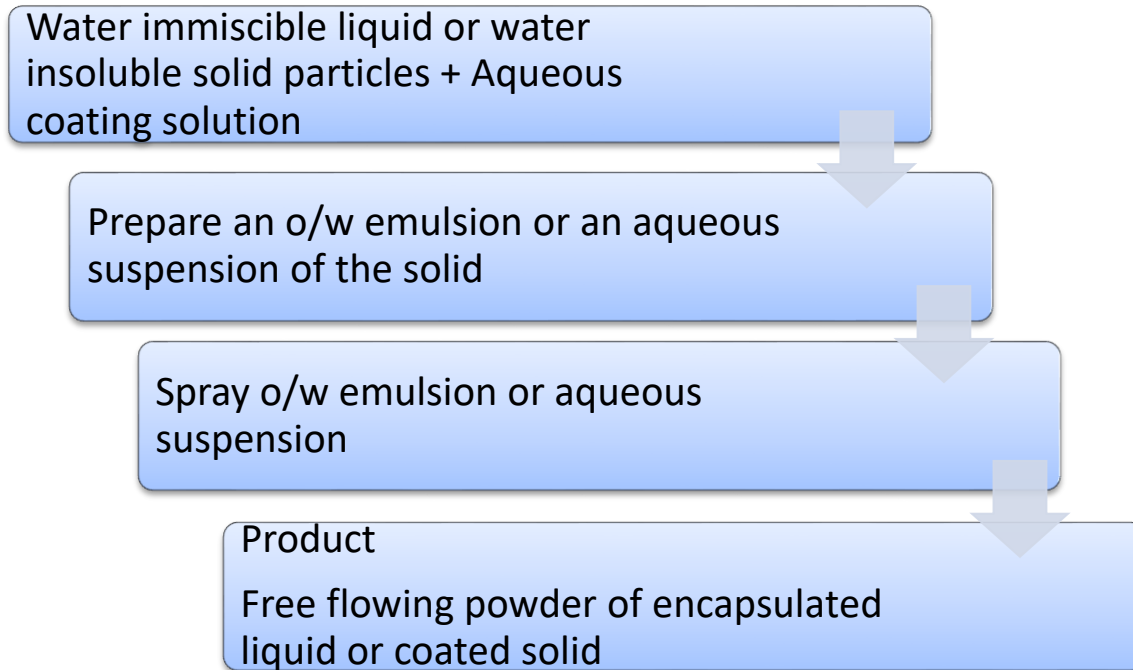 Water immiscible liquid or water
insoluble solid particles + Aqueous
coating solution
Prepare an o/w emulsion or an aqueous
suspension of the solid
Spray o/w emulsion or aqueous
suspension
Product
Free flowing powder of encapsulated
liquid or coated solid